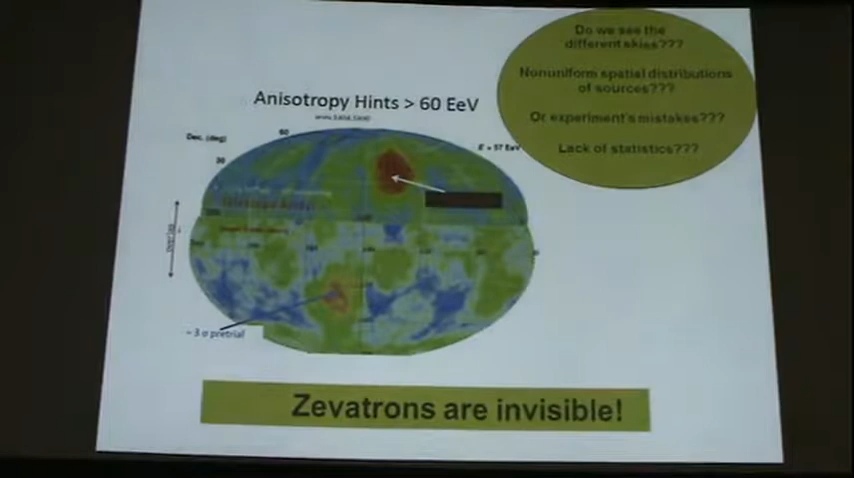 Do we see the
different skies???
Nonuniform spatial distributions
of sources???
Or experiment's mistakes???
Lack of statistics???
Anisotropy Hints > 60 EeV
Dec. (deg)
60
30
E > 57 EeV
overlap
~ 3 σ pretrial
Zevatrons are invisible!